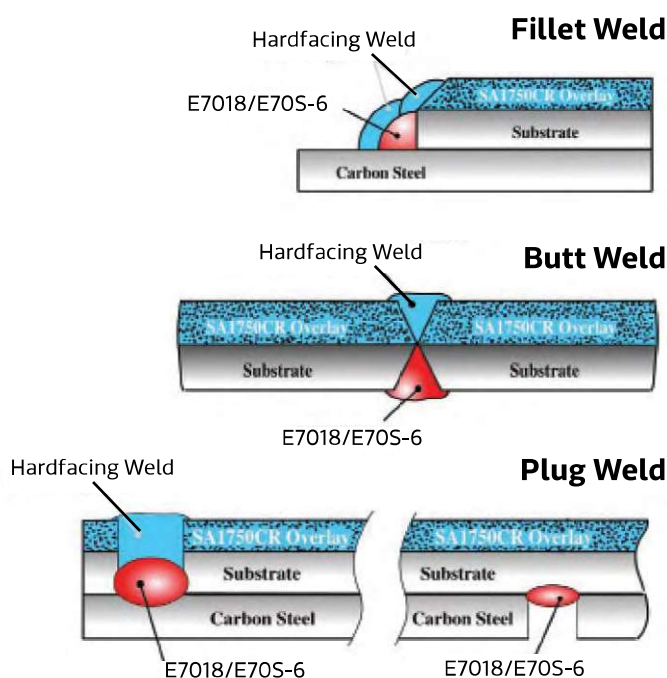 Fillet Weld
Hardfacing Weld
E7018/E70S-6
SA1750CR Overlay
Substrate
Carbon Steel
Butt Weld
Hardfacing Weld
SA1750CR Overlay SA1750CR Overlay
Substrate Substrate
E7018/E70S-6
Plug Weld
Hardfacing Weld
SA1750CR Overlay SA1750CR Overlay
Substrate Substrate
Carbon Steel Carbon Steel
E7018/E70S-6 E7018/E70S-6